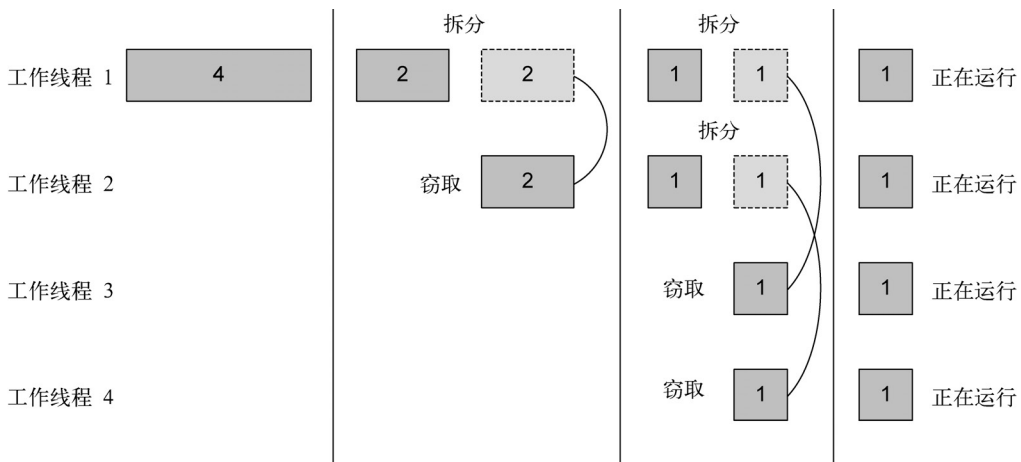 拆分 拆分
工作线程 1 4 2 2 1 1 1 正在运行
拆分
工作线程 2 窃取 2 1 1 1 正在运行
工作线程 3 窃取 1 1 正在运行
工作线程 4 窃取 1 1 正在运行